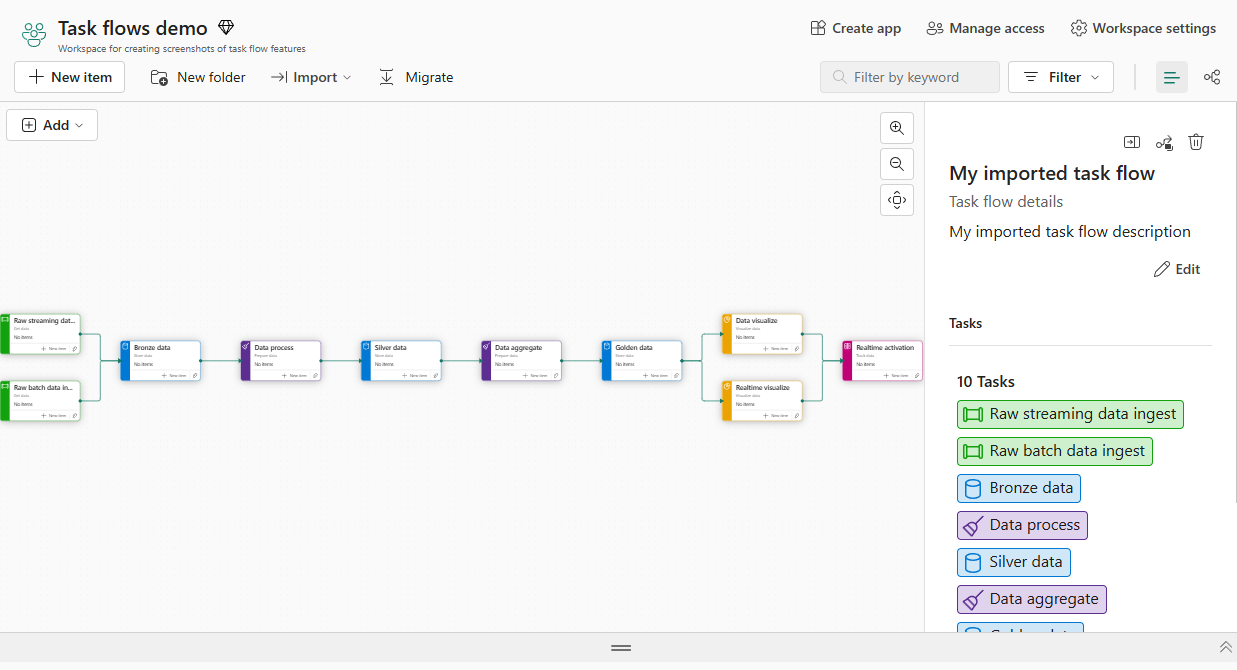 Task flows demo
Workspace for creating screenshots of task flow features
Create app
Manage access
Workspace settings
New item
New folder
Import
Migrate
Filter by keyword
Filter
Add
My imported task flow
Task flow details
My imported task flow description
Edit
Tasks
10 Tasks
Raw streaming data ingest
Raw batch data ingest
Bronze data
Data process
Silver data
Data aggregate
Raw streaming dat...
Get data
No items
New item
Raw batch data in...
Get data
No items
New item
Bronze data
Store data
No items
New item
Data process
Prepare data
No items
New item
Silver data
Store data
No items
New item
Data aggregate
Prepare data
No items
New item
Golden data
Store data
No items
New item
Data visualize
Visualize data
No items
New item
Realtime visualize
Visualize data
No items
New item
Realtime activation
Track data
No items
New item